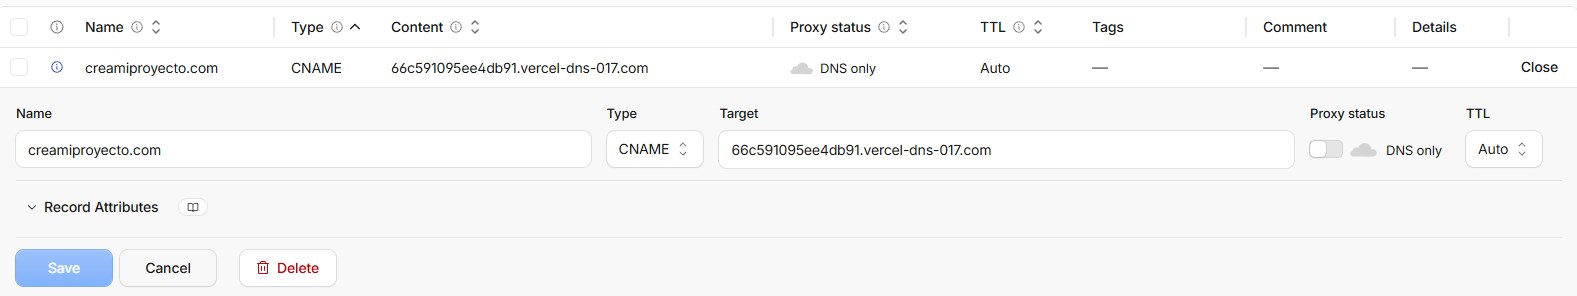 Name Type Content Proxy status TTL Tags Comment Details
creamiproyecto.com CNAME 66c591095ee4db91.vercel-dns-017.com DNS only Auto — — — Close
Name Type Target Proxy status TTL
creamiproyecto.com CNAME 66c591095ee4db91.vercel-dns-017.com DNS only Auto
Record Attributes
Save Cancel Delete